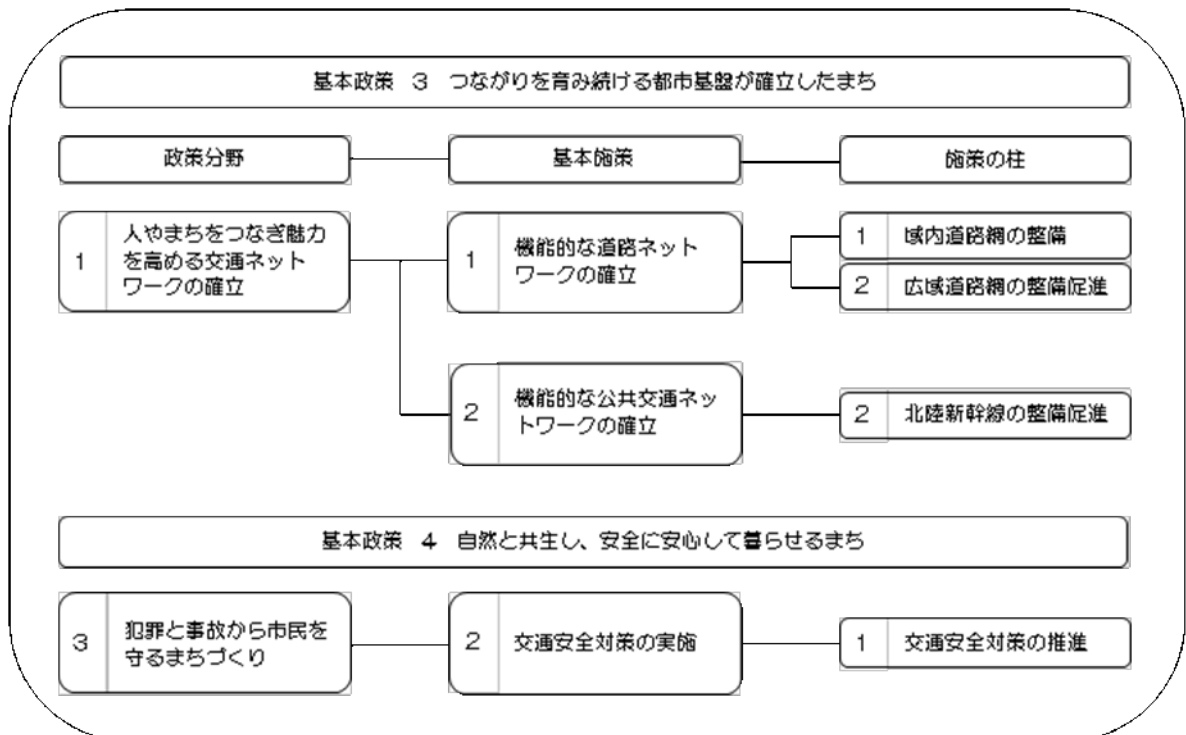 基本政策 3 つながりを育み続ける都市基盤が確立したまち
政策分野
基本施策
施策の柱
1
人やまちをつなぎ魅力
を高める交通ネット
ワークの確立
1
機能的な道路ネット
ワークの確立
1 域内道路網の整備
2 広域道路網の整備促進
2
機能的な公共交通ネッ
トワークの確立
2 北陸新幹線の整備促進
基本政策 4 自然と共生し、安全に安心して暮らせるまち
3
犯罪と事故から市民を
守るまちづくり
2 交通安全対策の実施
1 交通安全対策の推進